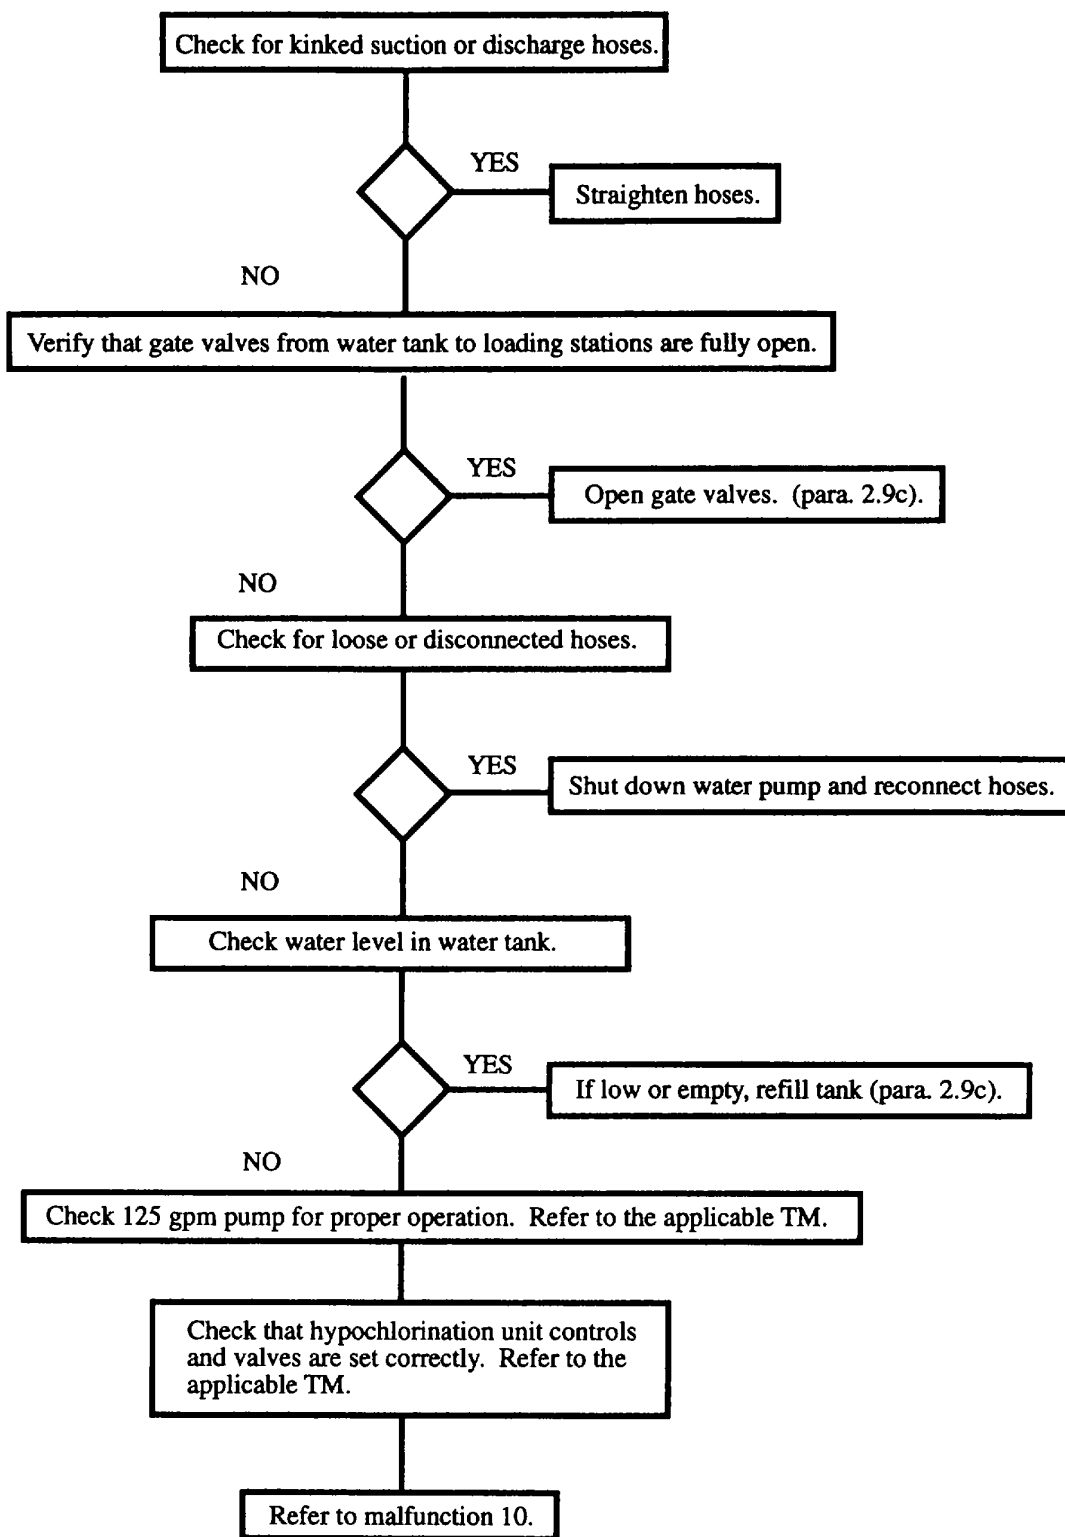 Check for kinked suction or discharge hoses.
YES
Straighten hoses.
NO
Verify that gate valves from water tank to loading stations are fully open.
YES
Open gate valves. (para. 2.9c).
NO
Check for loose or disconnected hoses.
YES
Shut down water pump and reconnect hoses.
NO
Check water level in water tank.
YES
If low or empty, refill tank (para. 2.9c).
NO
Check 125 gpm pump for proper operation. Refer to the applicable TM.
Check that hypochlorination unit controls
and valves are set correctly. Refer to the
applicable TM.
Refer to malfunction 10.